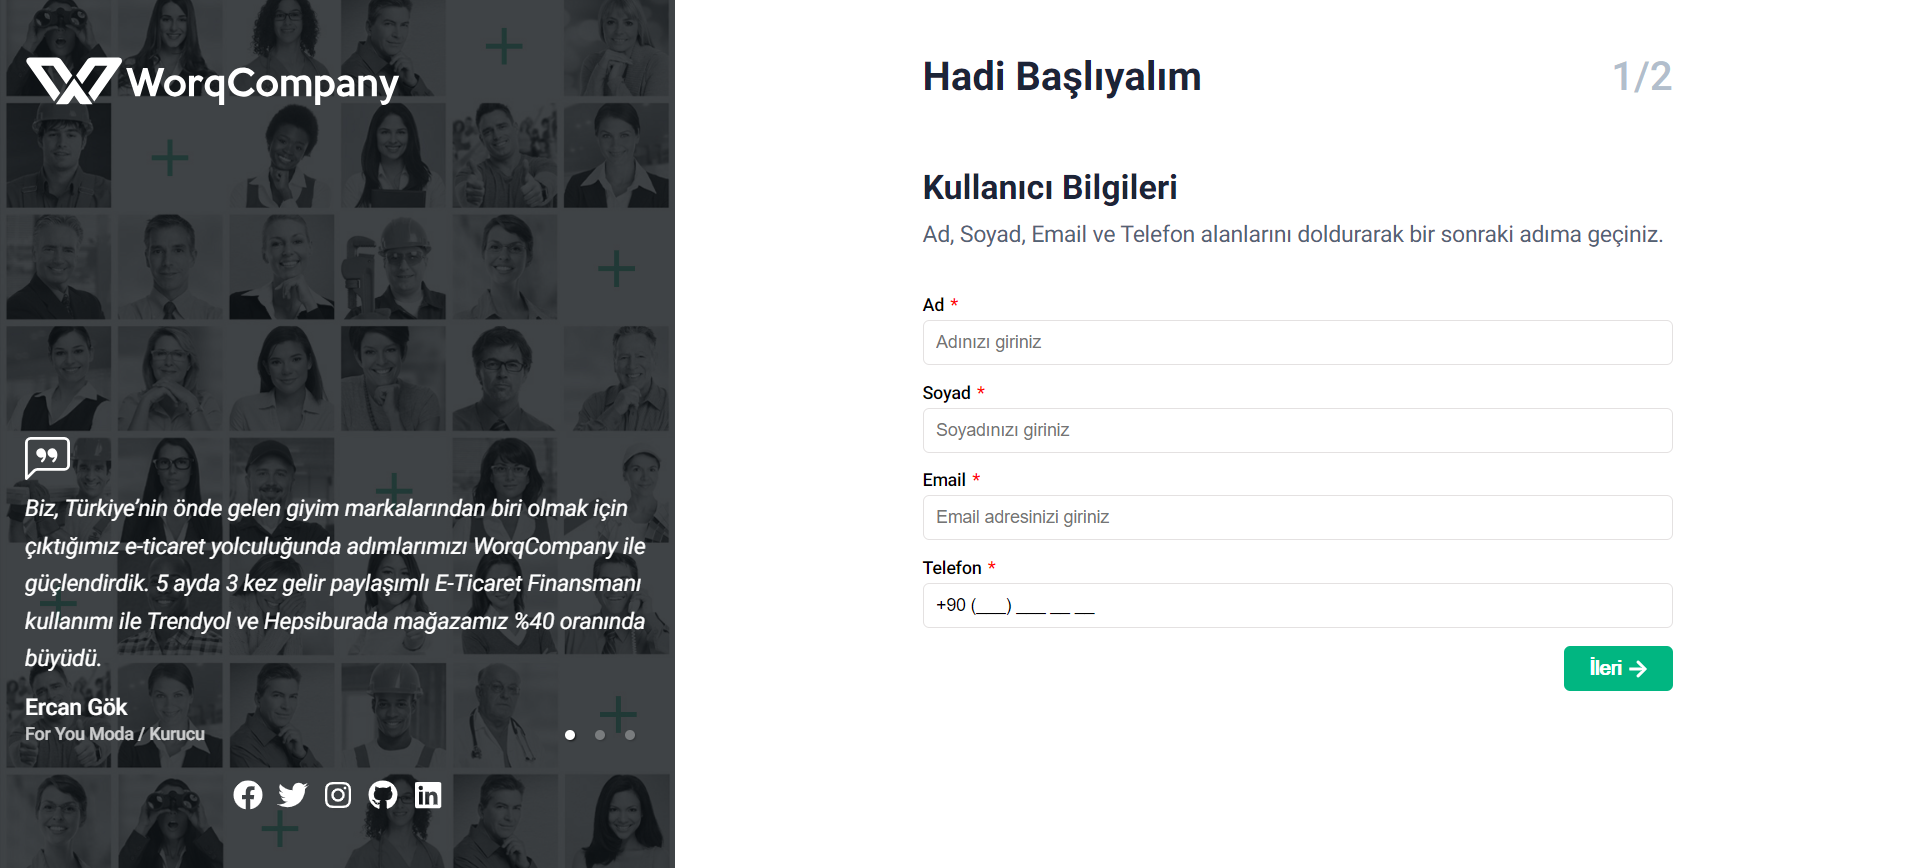 WorqCompany
Biz, Türkiye’nin önde gelen giyim markalarından biri olmak için
çıktığımız e-ticaret yolculuğunda adımlarımızı WorqCompany ile
güçlendirdik. 5 ayda 3 kez gelir paylaşımlı E-Ticaret Finansmanı
kullanımı ile Trendyol ve Hepsiburada mağazamız %40 oranında
büyüdü.
Ercan Gök
For You Moda / Kurucu
Hadi Başlıyalım
1/2
Kullanıcı Bilgileri
Ad, Soyad, Email ve Telefon alanlarını doldurarak bir sonraki adıma geçiniz.
Ad *
Adınızı giriniz
Soyad *
Soyadınızı giriniz
Email *
Email adresinizi giriniz
Telefon *
+90 (___) ___ __ __
İleri →